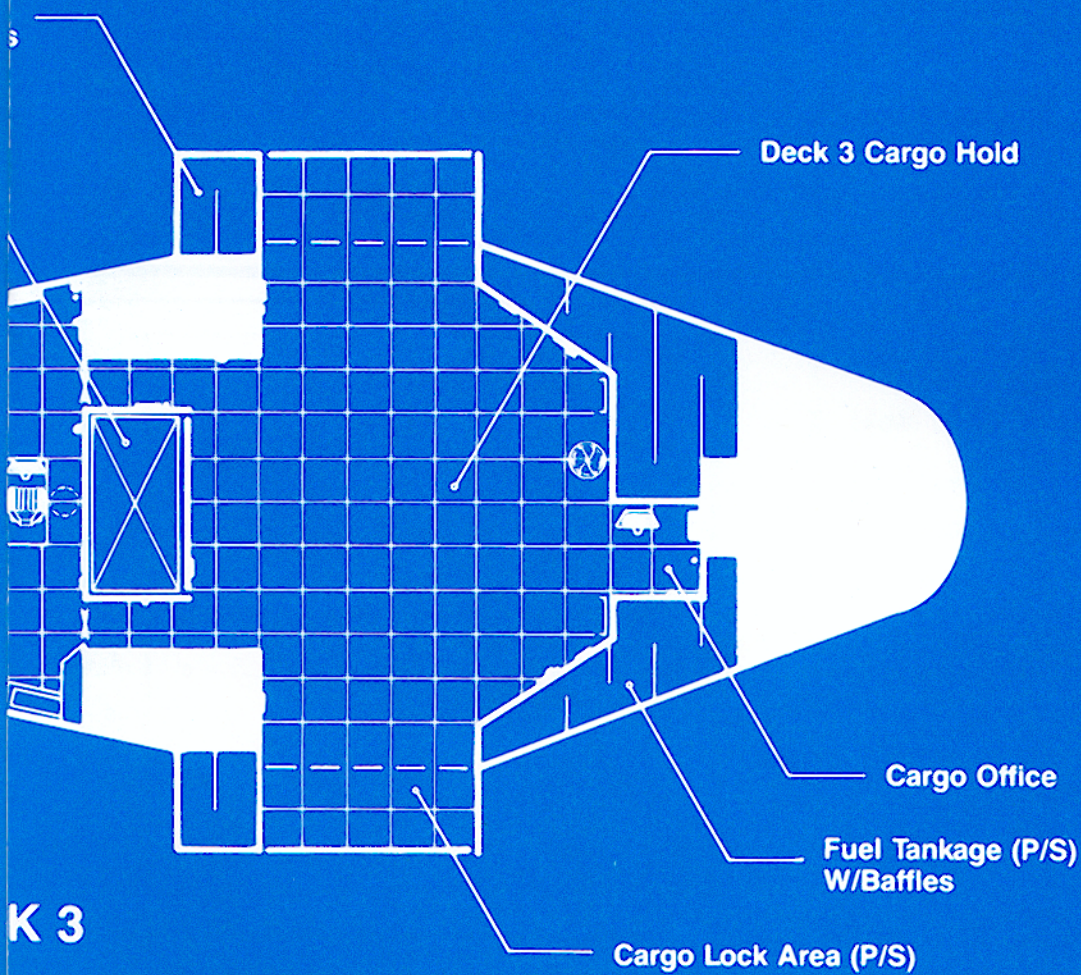 s
Deck 3 Cargo Hold
Cargo Office
Fuel Tankage (P/S)
W/Baffles
K 3
Cargo Lock Area (P/S)